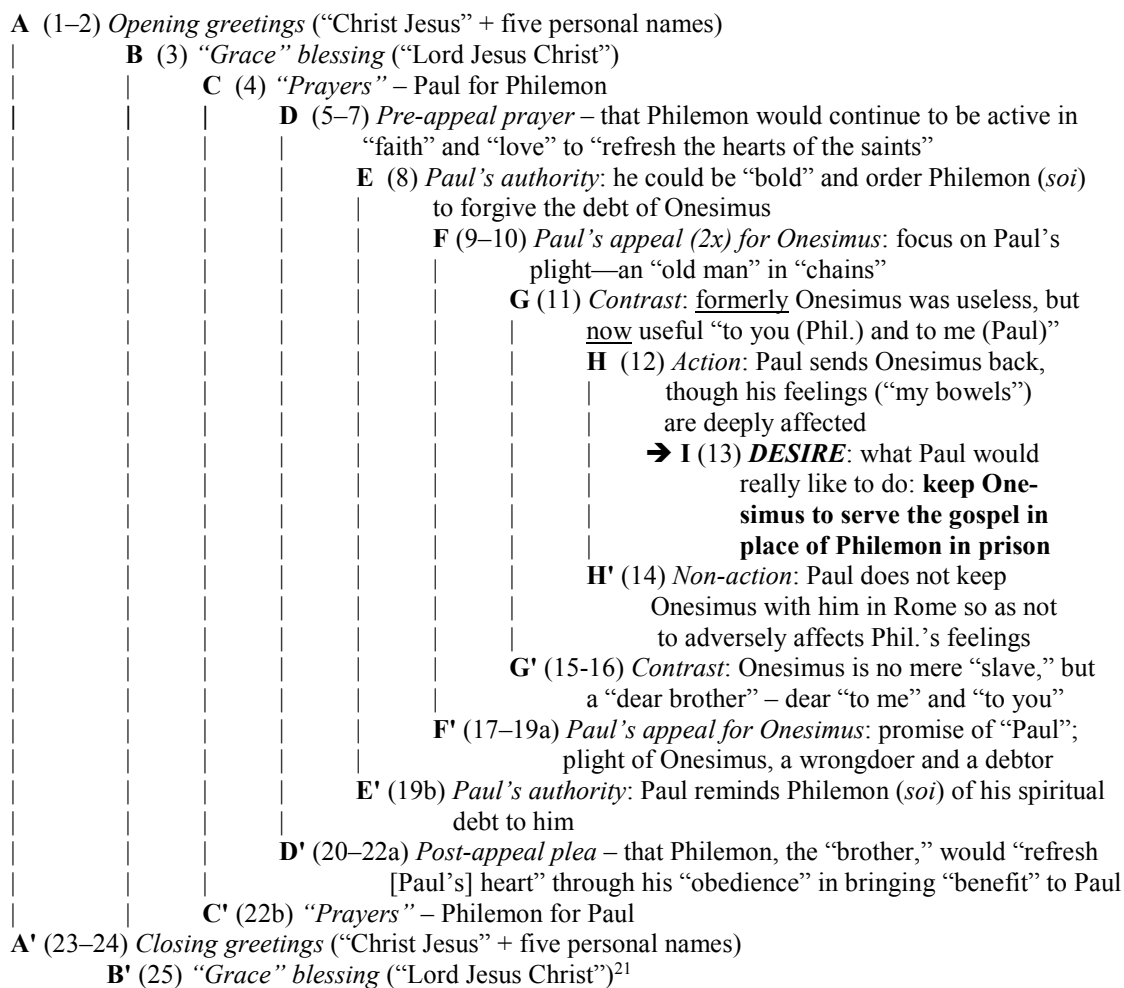 A (1–2) Opening greetings (“Christ Jesus” + five personal names)
| B (3) “Grace” blessing (“Lord Jesus Christ”)
| | C (4) “Prayers” – Paul for Philemon
| | | D (5–7) Pre-appeal prayer – that Philemon would continue to be active in
| | | | “faith” and “love” to “refresh the hearts of the saints”
| | | | E (8) Paul’s authority: he could be “bold” and order Philemon (soi)
| | | | | to forgive the debt of Onesimus
| | | | | F (9–10) Paul’s appeal (2x) for Onesimus: focus on Paul’s
| | | | | | plight—an “old man” in “chains”
| | | | | | G (11) Contrast: formerly Onesimus was useless, but
| | | | | | | now useful “to you (Phil.) and to me (Paul)”
| | | | | | | H (12) Action: Paul sends Onesimus back,
| | | | | | | | though his feelings (“my bowels”)
| | | | | | | | are deeply affected
| | | | | | | | ➔ I (13) DESIRE: what Paul would
| | | | | | | | really like to do: keep One-
| | | | | | | | simus to serve the gospel in
| | | | | | | | place of Philemon in prison
| | | | | | | H' (14) Non-action: Paul does not keep
| | | | | | | Onesimus with him in Rome so as not
| | | | | | | to adversely affects Phil.’s feelings
| | | | | | G' (15-16) Contrast: Onesimus is no mere “slave,” but
| | | | | | a “dear brother” – dear “to me” and “to you”
| | | | | F' (17–19a) Paul’s appeal for Onesimus: promise of “Paul”;
| | | | | plight of Onesimus, a wrongdoer and a debtor
| | | | E' (19b) Paul’s authority: Paul reminds Philemon (soi) of his spiritual
| | | | debt to him
| | | D' (20–22a) Post-appeal plea – that Philemon, the “brother,” would “refresh
| | | [Paul's] heart” through his “obedience” in bringing “benefit” to Paul
| | C' (22b) “Prayers” – Philemon for Paul
A' (23–24) Closing greetings (“Christ Jesus” + five personal names)
B' (25) “Grace” blessing (“Lord Jesus Christ”)21